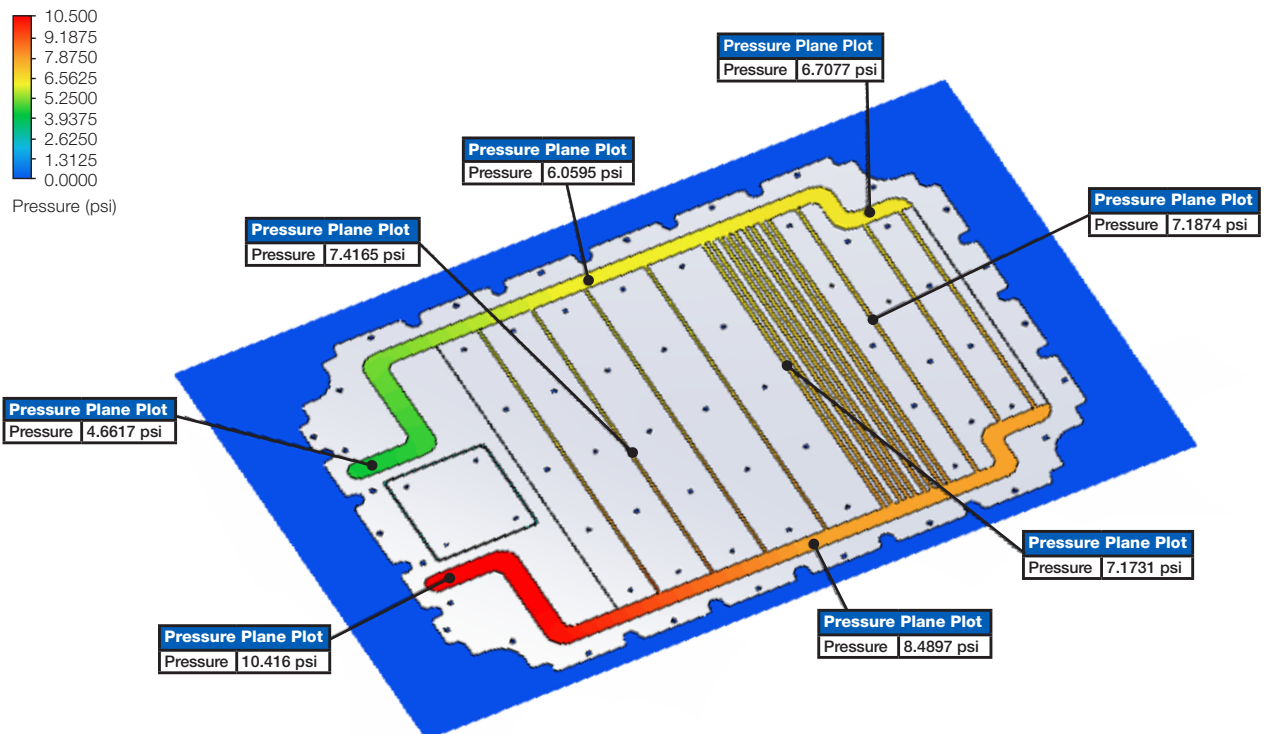 10.500
9.1875
7.8750
6.5625
5.2500
3.9375
2.6250
1.3125
0.0000
Pressure (psi)
Pressure Plane Plot
Pressure 6.7077 psi
Pressure Plane Plot
Pressure 6.0595 psi
Pressure Plane Plot
Pressure 7.1874 psi
Pressure Plane Plot
Pressure 7.4165 psi
Pressure Plane Plot
Pressure 4.6617 psi
Pressure Plane Plot
Pressure 7.1731 psi
Pressure Plane Plot
Pressure 8.4897 psi
Pressure Plane Plot
Pressure 10.416 psi